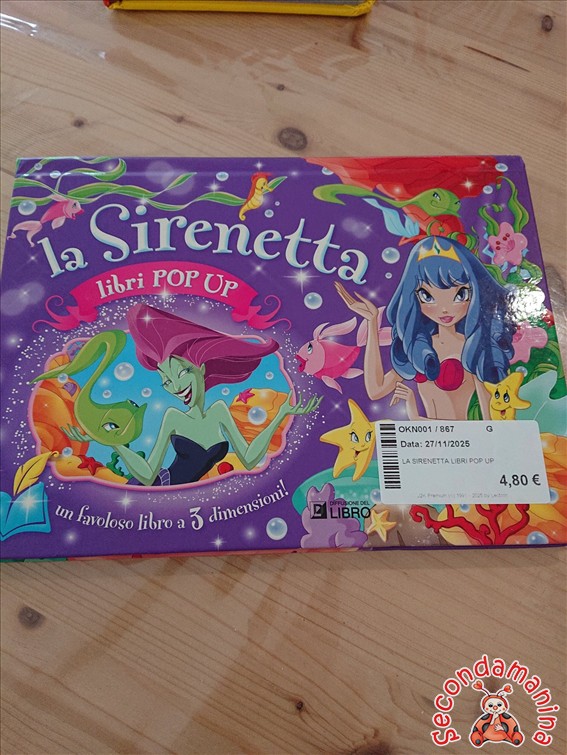 la Sirenetta
libri POP UP
un favoloso libro a 3 dimensioni!
DIFFUSIONE DEL
LIBRO
OKN001 / 867 G
Data: 27/11/2025
LA SIRENETTA LIBRI POP UP
4,80 €
Secondamanina